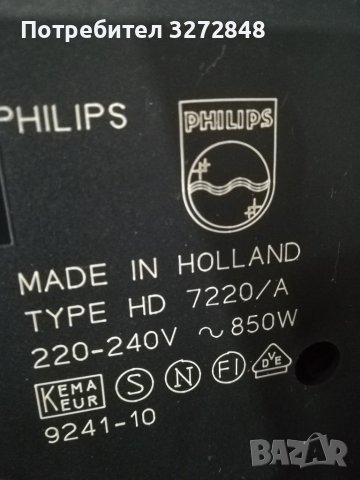 Потребител 3272848
PHILIPS
PHILIPS
MADE IN HOLLAND
TYPE HD 7220/A
220-240V ~ 850W
KEMA KEUR S N FI DVE
9241-10
BAZAR